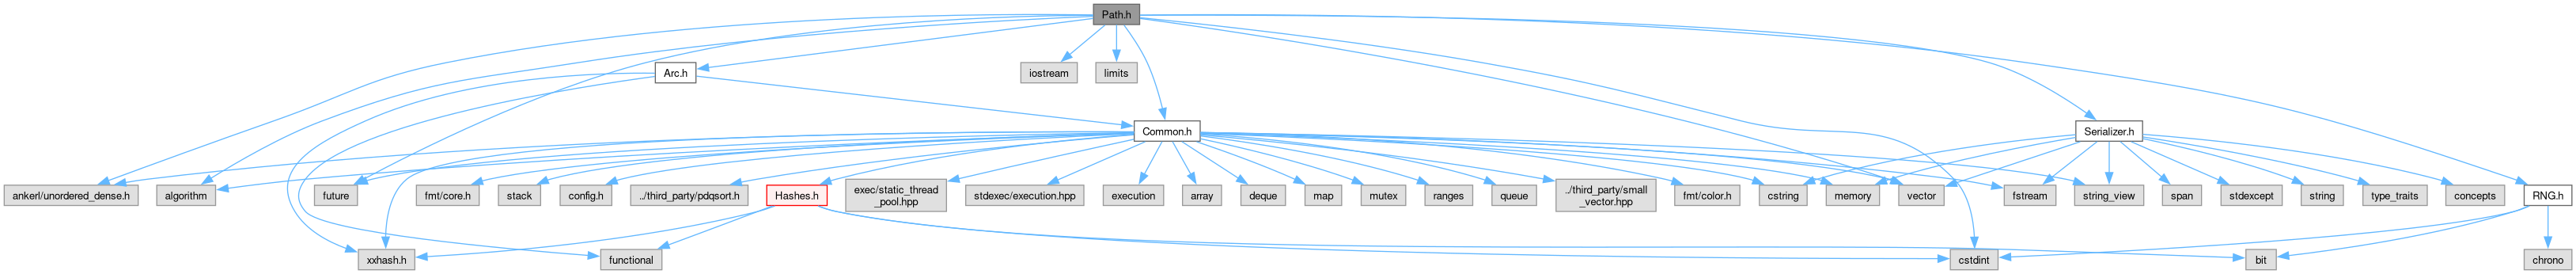 Path.h
Arc.h
iostream
limits
Common.h
Serializer.h
ankerl/unordered_dense.h
algorithm
future
fmt/core.h
stack
config.h
../third_party/pdqsort.h
Hashes.h
exec/static_thread
_pool.hpp
stdexec/execution.hpp
execution
array
deque
map
mutex
ranges
queue
../third_party/small
_vector.hpp
fmt/color.h
cstring
memory
vector
fstream
string_view
span
stdexcept
string
type_traits
concepts
RNG.h
xxhash.h
functional
cstdint
bit
chrono